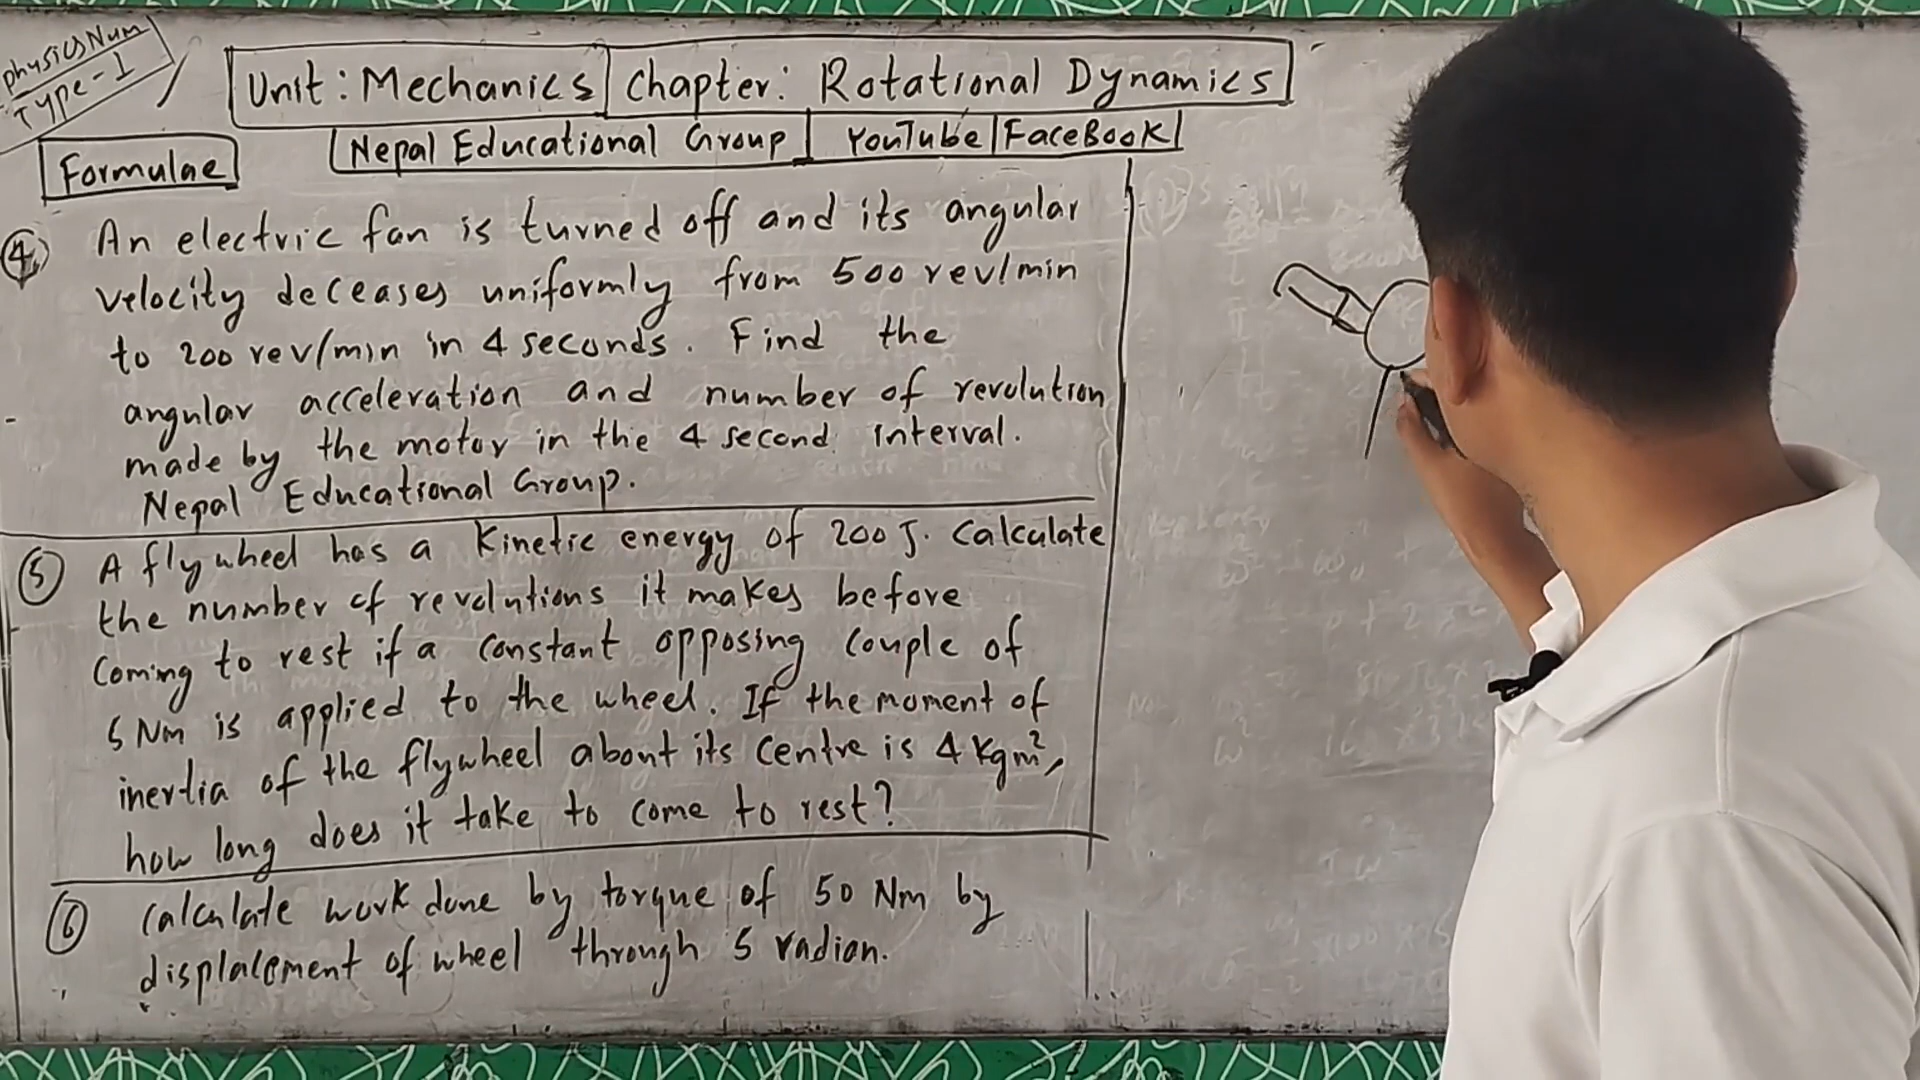 Physics Num
Type-1
Unit: Mechanics Chapter: Rotational Dynamics
Nepal Educational Group YouTube FaceBook
Formulae
④ An electric fan is turned off and its angular
velocity deceases uniformly from 500 rev/min
to 200 rev/min in 4 seconds. Find the
angular acceleration and number of revolution
made by the motor in the 4 second interval.
Nepal Educational Group.
⑤ A flywheel has a Kinetic energy of 200 J. Calculate
the number of revolutions it makes before
coming to rest if a constant opposing couple of
5 Nm is applied to the wheel. If the moment of
inertia of the flywheel about its centre is 4 kgm²,
how long does it take to come to rest?
⑥ Calculate work done by torque of 50 Nm by
displacement of wheel through 5 radian.